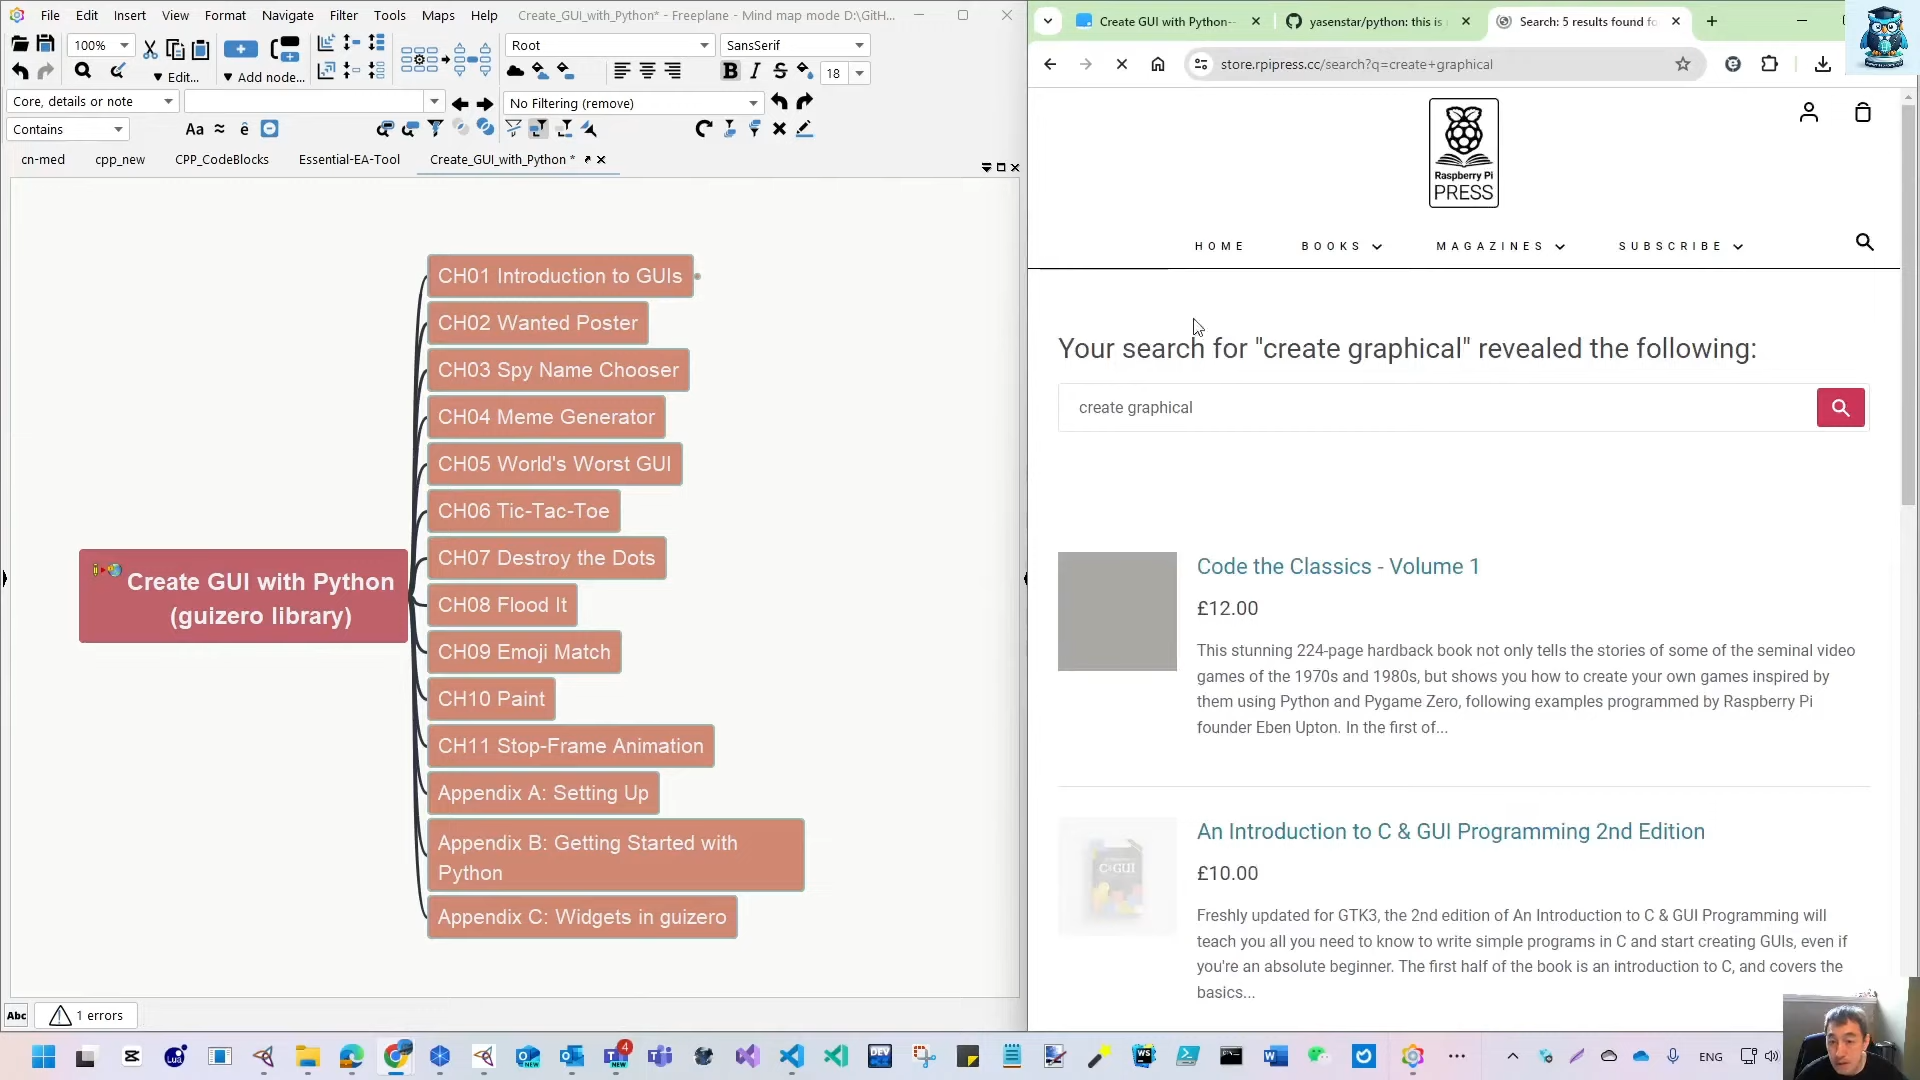 File Edit Insert View Format Navigate Filter Tools Maps Help Create_GUI_with_Python* - Freeplane - Mind map mode D:\GitH...
100%
Edit...
Add node...
Root
SansSerif
B I S
18
Core, details or note
No Filtering (remove)
Contains
Aa ≈ ê
cn-med cpp_new CPP_CodeBlocks Essential-EA-Tool Create_GUI_with_Python *
CH01 Introduction to GUIs
CH02 Wanted Poster
CH03 Spy Name Chooser
CH04 Meme Generator
CH05 World's Worst GUI
CH06 Tic-Tac-Toe
CH07 Destroy the Dots
CH08 Flood It
CH09 Emoji Match
CH10 Paint
CH11 Stop-Frame Animation
Appendix A: Setting Up
Appendix B: Getting Started with
Python
Appendix C: Widgets in guizero
Create GUI with Python
(guizero library)
Abc
1 errors
Create GUI with Python--
yasenstar/python: this is
Search: 5 results found fo
store.rpipress.cc/search?q=create+graphical
Raspberry Pi
PRESS
HOME BOOKS MAGAZINES SUBSCRIBE
Your search for "create graphical" revealed the following:
create graphical
Code the Classics - Volume 1
£12.00
This stunning 224-page hardback book not only tells the stories of some of the seminal video
games of the 1970s and 1980s, but shows you how to create your own games inspired by
them using Python and Pygame Zero, following examples programmed by Raspberry Pi
founder Eben Upton. In the first of...
An Introduction to C & GUI Programming 2nd Edition
£10.00
Freshly updated for GTK3, the 2nd edition of An Introduction to C & GUI Programming will
teach you all you need to know to write simple programs in C and start creating GUIs, even if
you're an absolute beginner. The first half of the book is an introduction to C, and covers the
basics...
C&GUI
Lua
NEW
4
NEW
DEV
ENG